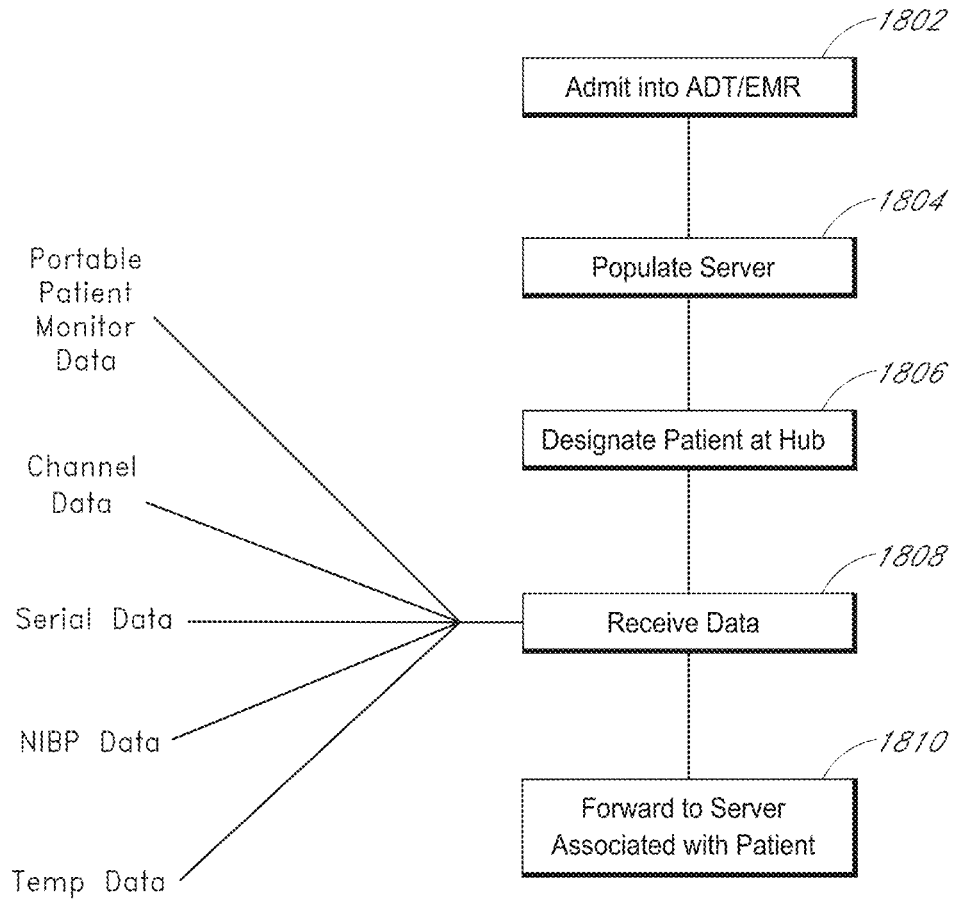 1802
Admit into ADT/EMR
1804
Populate Server
Portable
Patient
Monitor
Data
1806
Designate Patient at Hub
Channel
Data
1808
Serial Data
Receive Data
NIBP Data
1810
Forward to Server
Associated with Patient
Temp Data